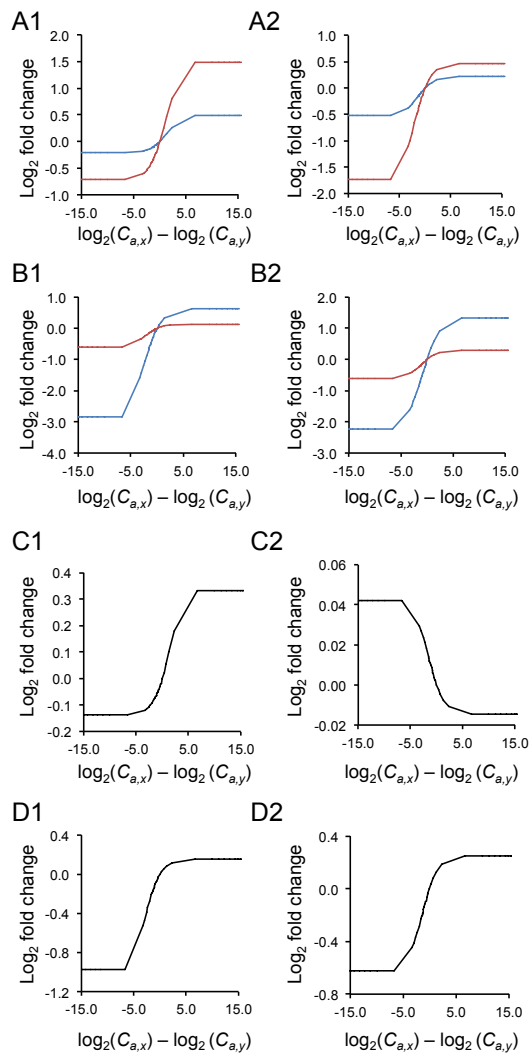 A1
A2
Log2 fold change
2.0
1.5
1.0
0.5
0.0
-0.5
-1.0
-15.0 -5.0 5.0 15.0
log2(Ca,x) – log2 (Ca,y)
Log2 fold change
1.0
0.5
0.0
-0.5
-1.0
-1.5
-2.0
-15.0 -5.0 5.0 15.0
log2(Ca,x) – log2 (Ca,y)
B1
B2
Log2 fold change
1.0
0.0
-1.0
-2.0
-3.0
-4.0
-15.0 -5.0 5.0 15.0
log2(Ca,x) – log2 (Ca,y)
Log2 fold change
2.0
1.0
0.0
-1.0
-2.0
-3.0
-15.0 -5.0 5.0 15.0
log2(Ca,x) – log2 (Ca,y)
C1
C2
Log2 fold change
0.4
0.3
0.2
0.1
-0.0
-0.1
-0.2
-15.0 -5.0 5.0 15.0
log2(Ca,x) – log2 (Ca,y)
Log2 fold change
0.06
0.04
0.02
0.00
-0.02
-15.0 -5.0 5.0 15.0
log2(Ca,x) – log2 (Ca,y)
D1
D2
Log2 fold change
0.4
0.0
-0.4
-0.8
-1.2
-15.0 -5.0 5.0 15.0
log2(Ca,x) – log2 (Ca,y)
Log2 fold change
0.4
0.0
-0.4
-0.8
-15.0 -5.0 5.0 15.0
log2(Ca,x) – log2 (Ca,y)